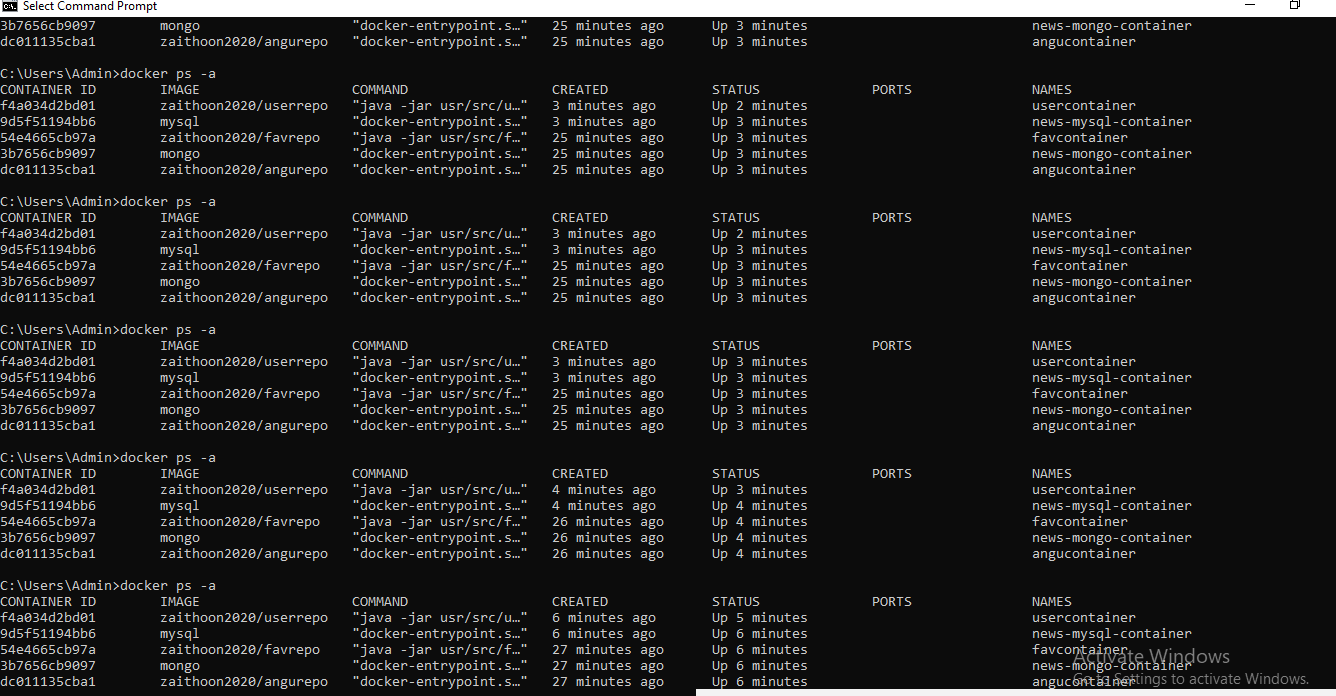 Select Command Prompt
3b7656cb9097 mongo "docker-entrypoint.s…" 25 minutes ago Up 3 minutes news-mongo-container
dc011135cba1 zaithoon2020/angurepo "docker-entrypoint.s…" 25 minutes ago Up 3 minutes angucontainer
C:\Users\Admin>docker ps -a
CONTAINER ID IMAGE COMMAND CREATED STATUS PORTS NAMES
f4a034d2bd01 zaithoon2020/userrepo "java -jar usr/src/u…" 3 minutes ago Up 2 minutes usercontainer
9d5f51194bb6 mysql "docker-entrypoint.s…" 3 minutes ago Up 3 minutes news-mysql-container
54e4665cb97a zaithoon2020/favrepo "java -jar usr/src/f…" 25 minutes ago Up 3 minutes favcontainer
3b7656cb9097 mongo "docker-entrypoint.s…" 25 minutes ago Up 3 minutes news-mongo-container
dc011135cba1 zaithoon2020/angurepo "docker-entrypoint.s…" 25 minutes ago Up 3 minutes angucontainer
C:\Users\Admin>docker ps -a
CONTAINER ID IMAGE COMMAND CREATED STATUS PORTS NAMES
f4a034d2bd01 zaithoon2020/userrepo "java -jar usr/src/u…" 3 minutes ago Up 2 minutes usercontainer
9d5f51194bb6 mysql "docker-entrypoint.s…" 3 minutes ago Up 3 minutes news-mysql-container
54e4665cb97a zaithoon2020/favrepo "java -jar usr/src/f…" 25 minutes ago Up 3 minutes favcontainer
3b7656cb9097 mongo "docker-entrypoint.s…" 25 minutes ago Up 3 minutes news-mongo-container
dc011135cba1 zaithoon2020/angurepo "docker-entrypoint.s…" 25 minutes ago Up 3 minutes angucontainer
C:\Users\Admin>docker ps -a
CONTAINER ID IMAGE COMMAND CREATED STATUS PORTS NAMES
f4a034d2bd01 zaithoon2020/userrepo "java -jar usr/src/u…" 3 minutes ago Up 3 minutes usercontainer
9d5f51194bb6 mysql "docker-entrypoint.s…" 3 minutes ago Up 3 minutes news-mysql-container
54e4665cb97a zaithoon2020/favrepo "java -jar usr/src/f…" 25 minutes ago Up 3 minutes favcontainer
3b7656cb9097 mongo "docker-entrypoint.s…" 25 minutes ago Up 3 minutes news-mongo-container
dc011135cba1 zaithoon2020/angurepo "docker-entrypoint.s…" 25 minutes ago Up 3 minutes angucontainer
C:\Users\Admin>docker ps -a
CONTAINER ID IMAGE COMMAND CREATED STATUS PORTS NAMES
f4a034d2bd01 zaithoon2020/userrepo "java -jar usr/src/u…" 4 minutes ago Up 3 minutes usercontainer
9d5f51194bb6 mysql "docker-entrypoint.s…" 4 minutes ago Up 4 minutes news-mysql-container
54e4665cb97a zaithoon2020/favrepo "java -jar usr/src/f…" 26 minutes ago Up 4 minutes favcontainer
3b7656cb9097 mongo "docker-entrypoint.s…" 26 minutes ago Up 4 minutes news-mongo-container
dc011135cba1 zaithoon2020/angurepo "docker-entrypoint.s…" 26 minutes ago Up 4 minutes angucontainer
C:\Users\Admin>docker ps -a
CONTAINER ID IMAGE COMMAND CREATED STATUS PORTS NAMES
f4a034d2bd01 zaithoon2020/userrepo "java -jar usr/src/u…" 6 minutes ago Up 5 minutes usercontainer
9d5f51194bb6 mysql "docker-entrypoint.s…" 6 minutes ago Up 6 minutes news-mysql-container
54e4665cb97a zaithoon2020/favrepo "java -jar usr/src/f…" 27 minutes ago Up 6 minutes favcontainer
3b7656cb9097 mongo "docker-entrypoint.s…" 27 minutes ago Up 6 minutes news-mongo-container
dc011135cba1 zaithoon2020/angurepo "docker-entrypoint.s…" 27 minutes ago Up 6 minutes angucontainer
Activate Windows
Go to Settings to activate Windows.